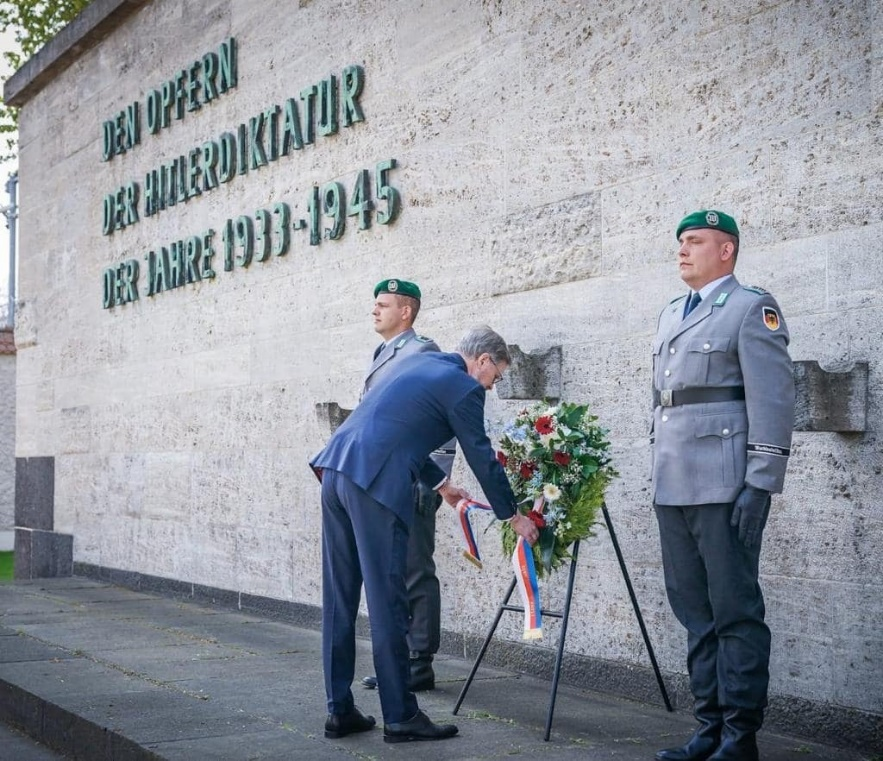 DEN OPFERN
DER HITLERDIKTATUR
DER JAHRE 1933-1945